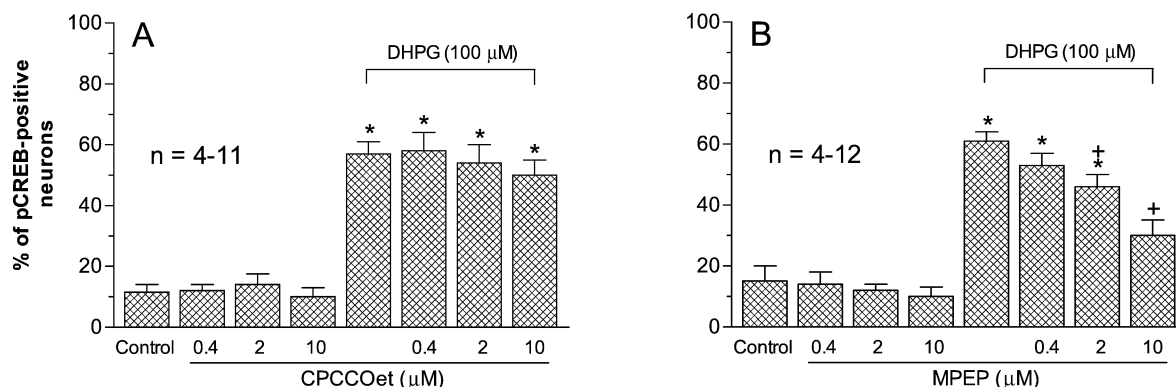 A
% of pCREB-positive
neurons
100
80
60
40
20
0
DHPG (100 μM)
* * * *
n = 4-11
Control 0.4 2 10 0.4 2 10
CPCCOet (μM)
B
100
80
60
40
20
0
DHPG (100 μM)
* * + * +
n = 4-12
Control 0.4 2 10 0.4 2 10
MPEP (μM)